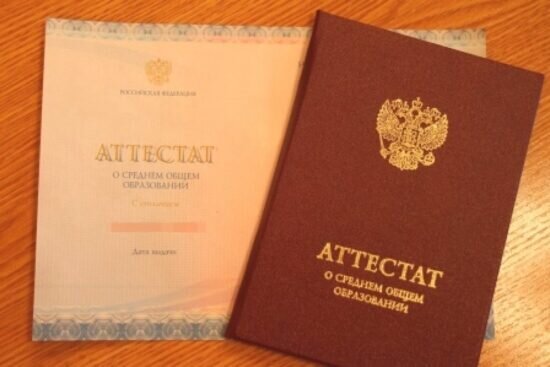 РОССИЙСКАЯ ФЕДЕРАЦИЯ
АТТЕСТАТ
О СРЕДНЕМ ОБЩЕМ
ОБРАЗОВАНИИ
С отличием
Дата выдачи
АТТЕСТАТ
О СРЕДНЕМ ОБЩЕМ
ОБРАЗОВАНИИ